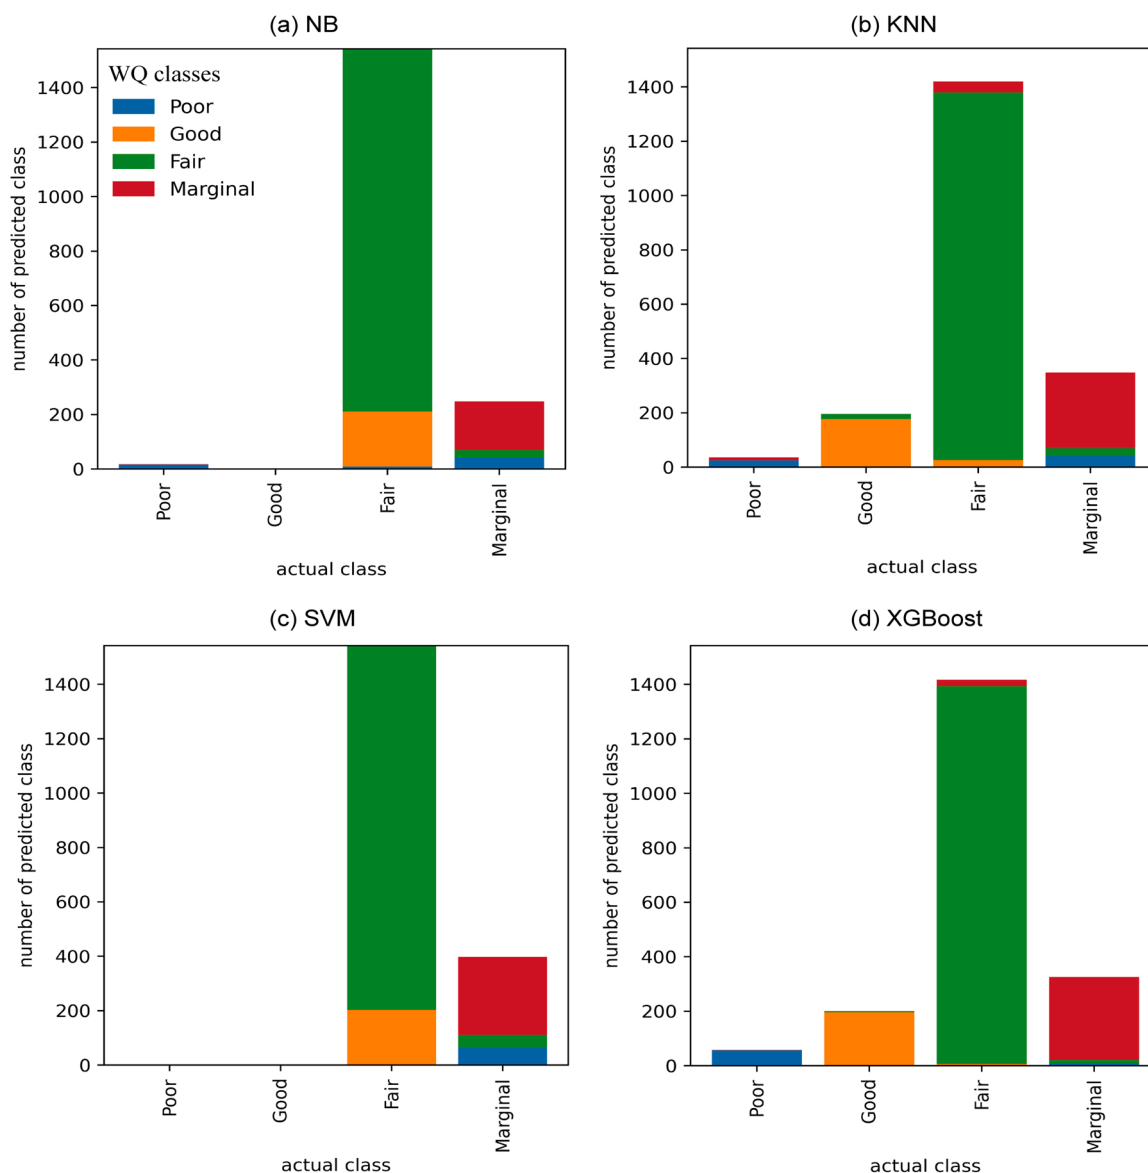 (a) NB
WQ classes
Poor
Good
Fair
Marginal
number of predicted class
1400
1200
1000
800
600
400
200
0
Poor
Good
Fair
Marginal
actual class
(b) KNN
number of predicted class
1400
1200
1000
800
600
400
200
0
Poor
Good
Fair
Marginal
actual class
(c) SVM
number of predicted class
1400
1200
1000
800
600
400
200
0
Poor
Good
Fair
Marginal
actual class
(d) XGBoost
number of predicted class
1400
1200
1000
800
600
400
200
0
Poor
Good
Fair
Marginal
actual class